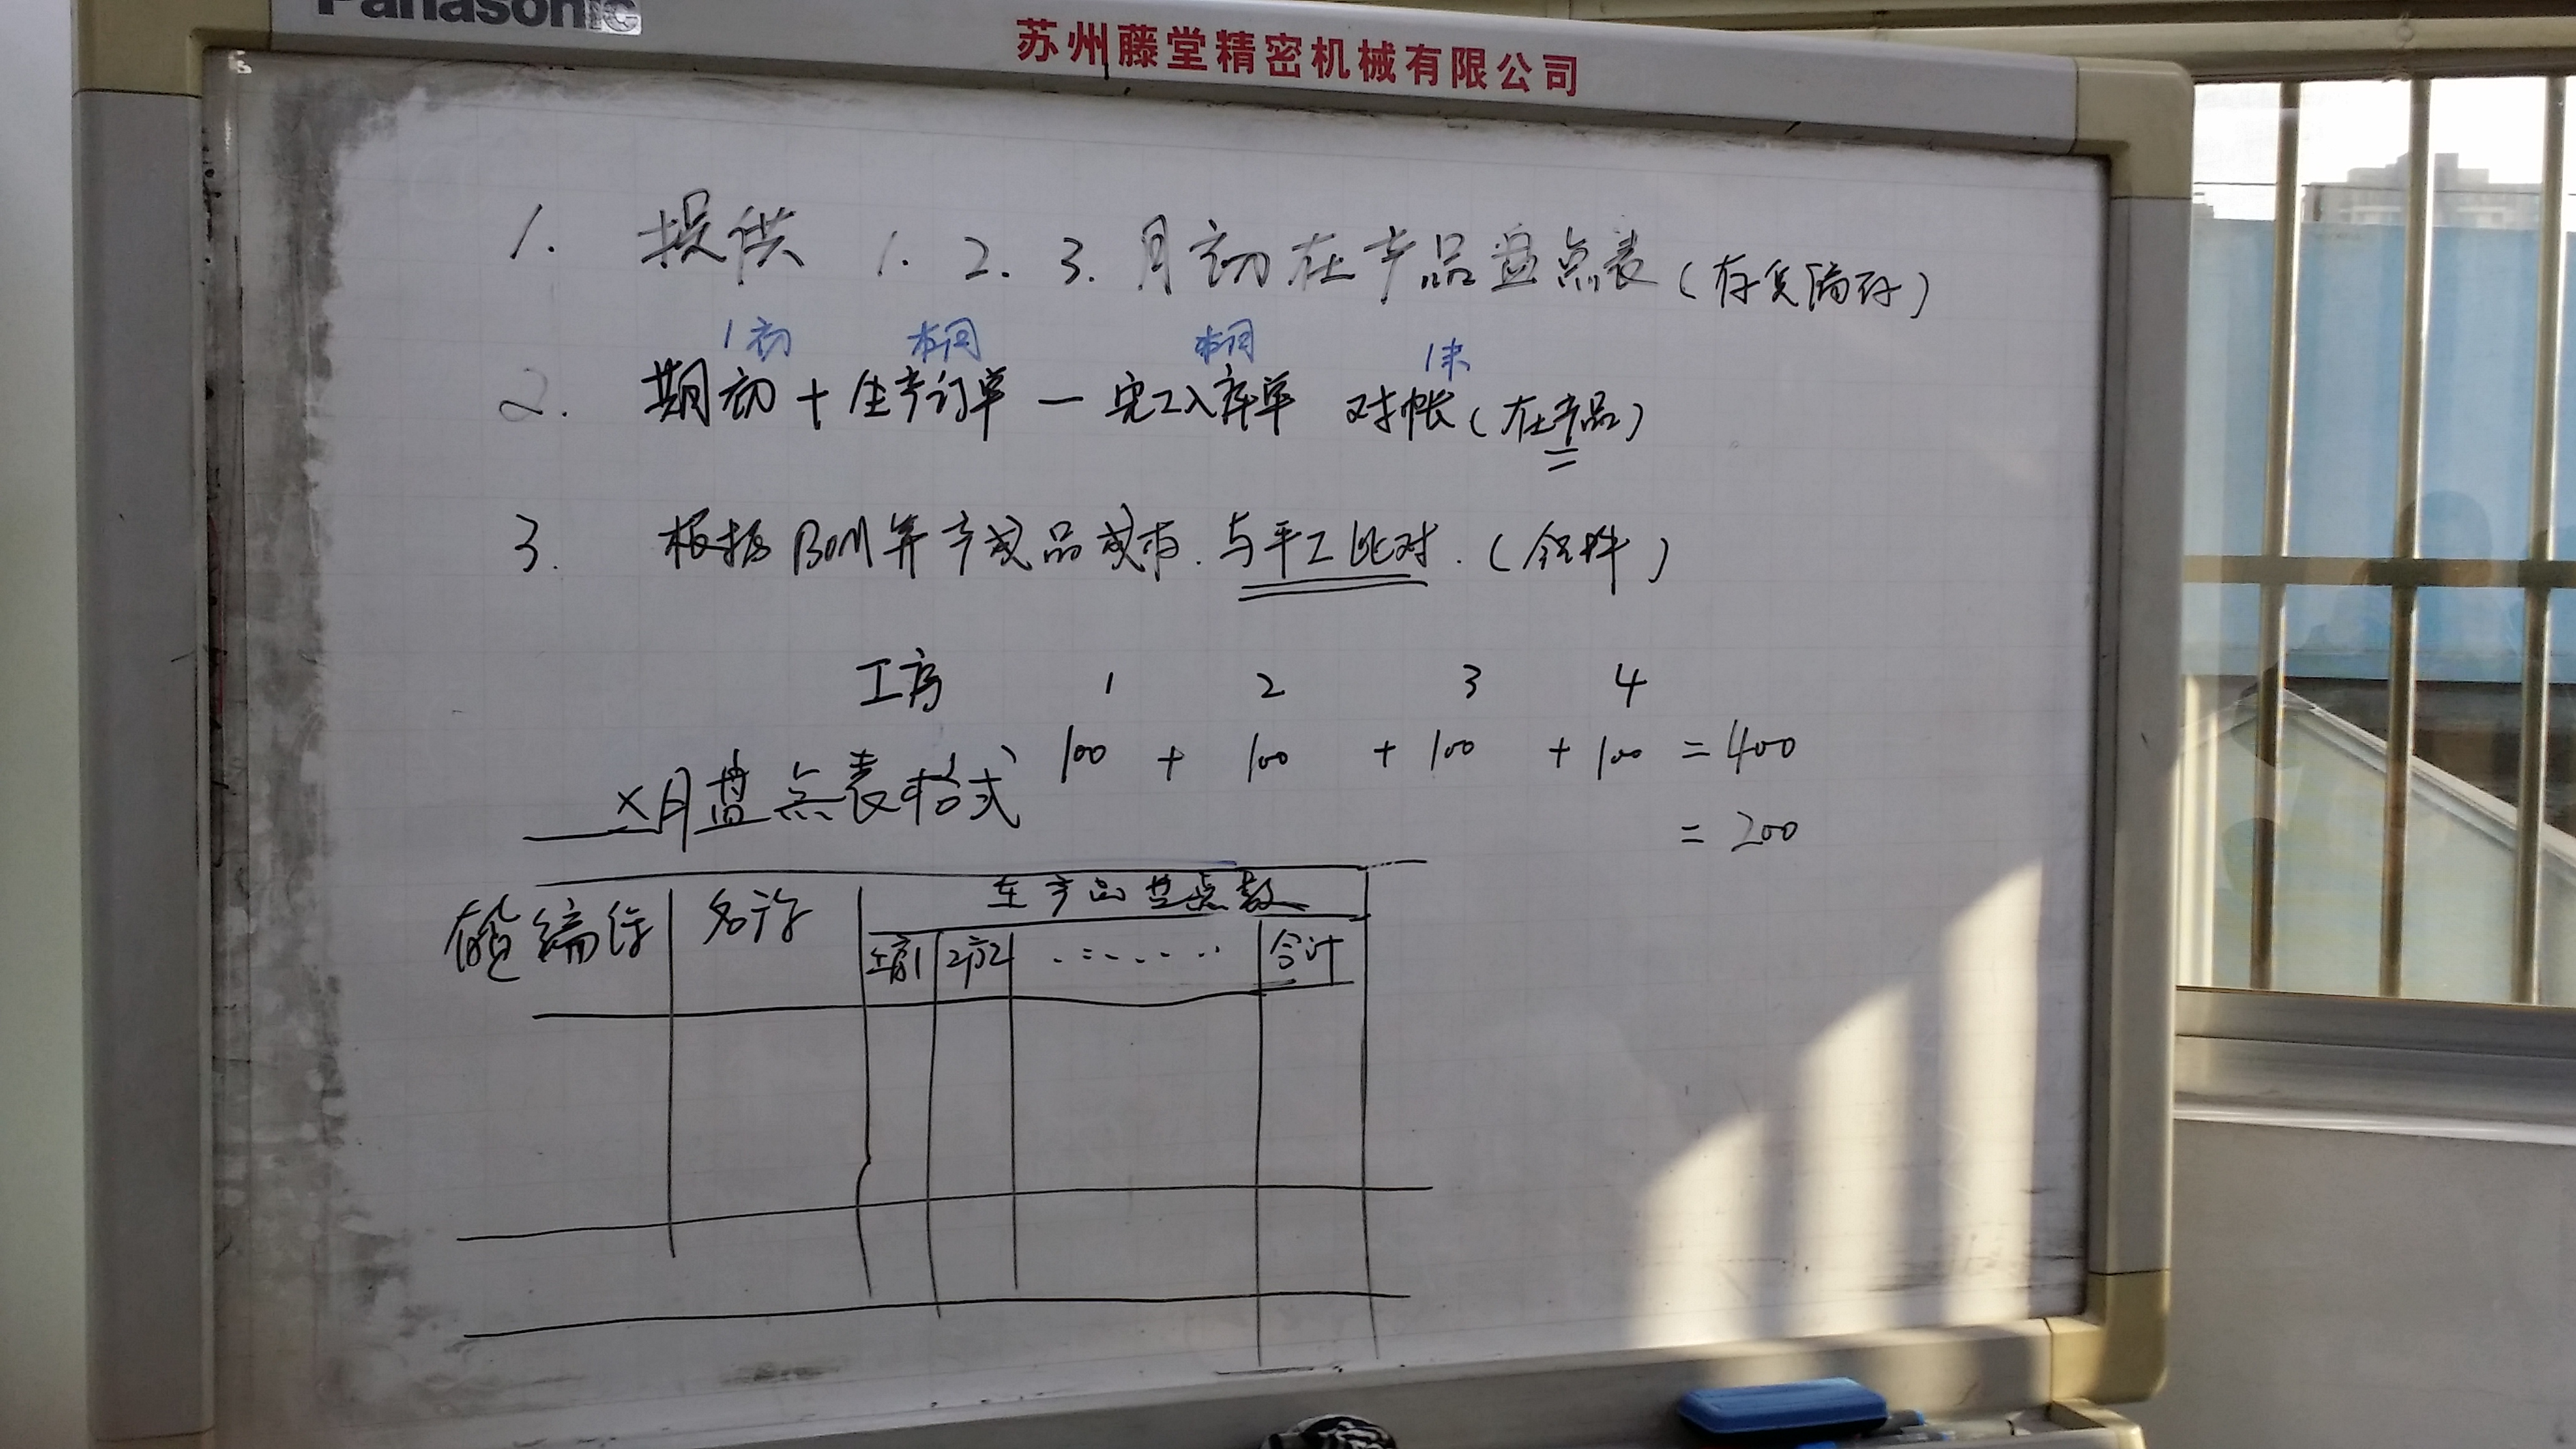 Panasonic
苏州藤堂精密机械有限公司
1. 提供 1. 2. 3. 月初在产品盘点表(存货编码)
1初 本月 本月 1末
2. 期初+生产订单-完工入库单 对帐(在产品)
3. 根据BOM算产成品成本.与手工比对.( )
工序 1 2 3 4
100 + 100 + 100 + 100 = 400
X月盘点表格式
= 200
存货编码 名称 在产品盘点数
工序1 工序2 ...... 合计